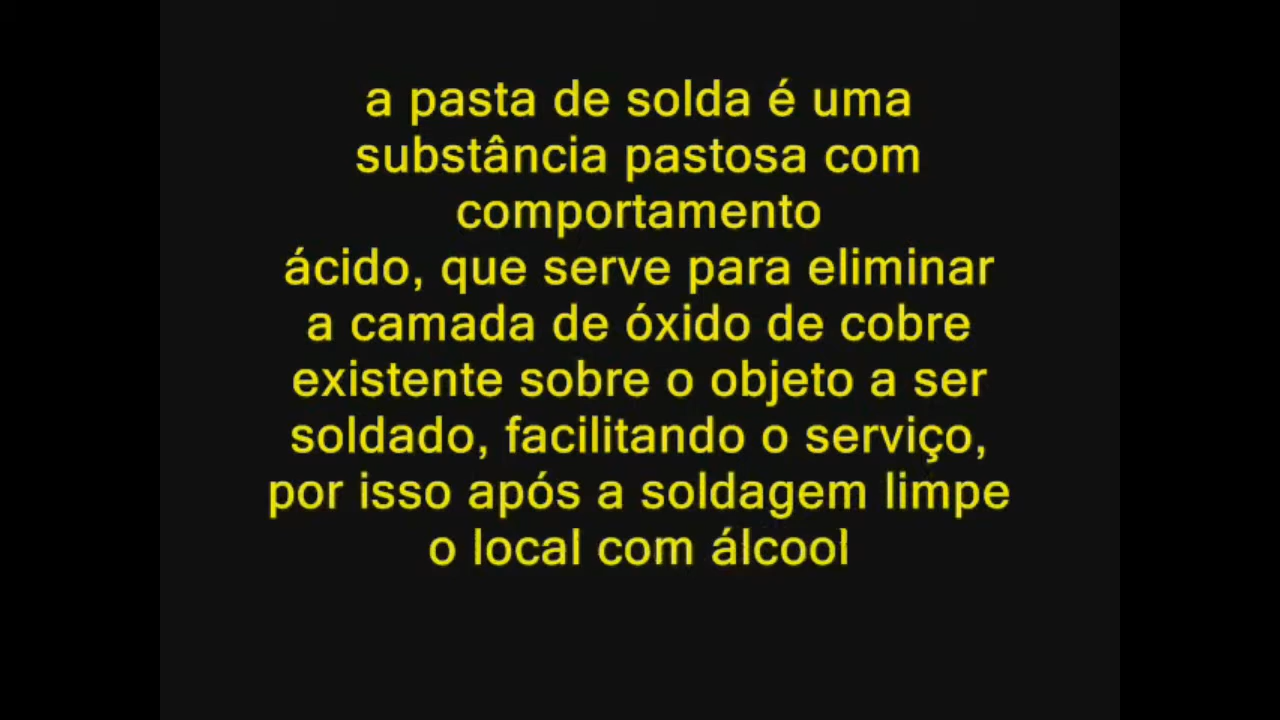 a pasta de solda é uma
substância pastosa com
comportamento
ácido, que serve para eliminar
a camada de óxido de cobre
existente sobre o objeto a ser
soldado, facilitando o serviço,
por isso após a soldagem limpe
o local com álcool